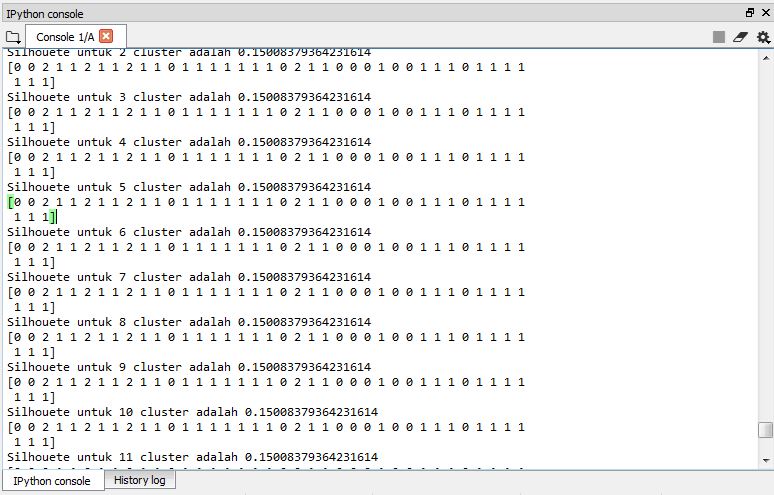 IPython console
Console 1/A
Silhouete untuk 2 cluster adalah 0.15008379364231614
[0 0 2 1 1 2 1 1 2 1 1 0 1 1 1 1 1 1 1 0 2 1 1 0 0 0 1 0 0 1 1 1 0 1 1 1 1
1 1 1]
Silhouete untuk 3 cluster adalah 0.15008379364231614
[0 0 2 1 1 2 1 1 2 1 1 0 1 1 1 1 1 1 1 0 2 1 1 0 0 0 1 0 0 1 1 1 0 1 1 1 1
1 1 1]
Silhouete untuk 4 cluster adalah 0.15008379364231614
[0 0 2 1 1 2 1 1 2 1 1 0 1 1 1 1 1 1 1 0 2 1 1 0 0 0 1 0 0 1 1 1 0 1 1 1 1
1 1 1]
Silhouete untuk 5 cluster adalah 0.15008379364231614
[0 0 2 1 1 2 1 1 2 1 1 0 1 1 1 1 1 1 1 0 2 1 1 0 0 0 1 0 0 1 1 1 0 1 1 1 1
1 1 1]
Silhouete untuk 6 cluster adalah 0.15008379364231614
[0 0 2 1 1 2 1 1 2 1 1 0 1 1 1 1 1 1 1 0 2 1 1 0 0 0 1 0 0 1 1 1 0 1 1 1 1
1 1 1]
Silhouete untuk 7 cluster adalah 0.15008379364231614
[0 0 2 1 1 2 1 1 2 1 1 0 1 1 1 1 1 1 1 0 2 1 1 0 0 0 1 0 0 1 1 1 0 1 1 1 1
1 1 1]
Silhouete untuk 8 cluster adalah 0.15008379364231614
[0 0 2 1 1 2 1 1 2 1 1 0 1 1 1 1 1 1 1 0 2 1 1 0 0 0 1 0 0 1 1 1 0 1 1 1 1
1 1 1]
Silhouete untuk 9 cluster adalah 0.15008379364231614
[0 0 2 1 1 2 1 1 2 1 1 0 1 1 1 1 1 1 1 0 2 1 1 0 0 0 1 0 0 1 1 1 0 1 1 1 1
1 1 1]
Silhouete untuk 10 cluster adalah 0.15008379364231614
[0 0 2 1 1 2 1 1 2 1 1 0 1 1 1 1 1 1 1 0 2 1 1 0 0 0 1 0 0 1 1 1 0 1 1 1 1
1 1 1]
Silhouete untuk 11 cluster adalah 0.15008379364231614
IPython console
History log